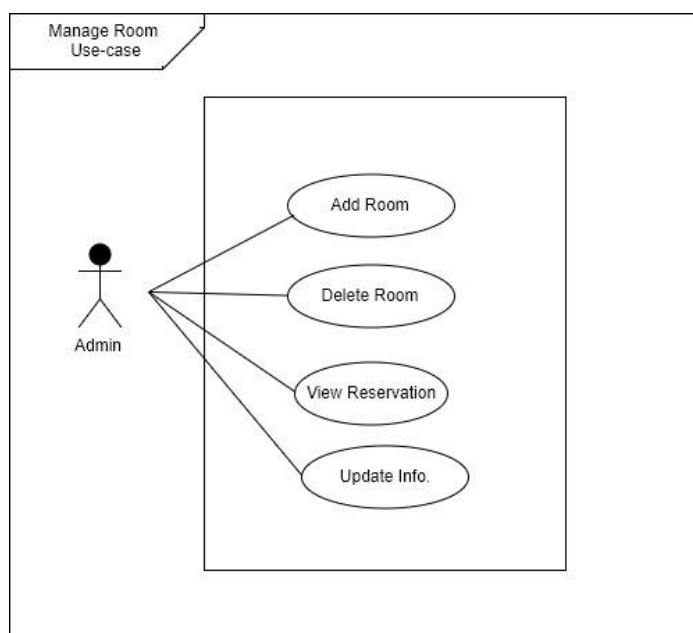 Manage Room
Use-case
Add Room
Delete Room
Admin
View Reservation
Update Info.